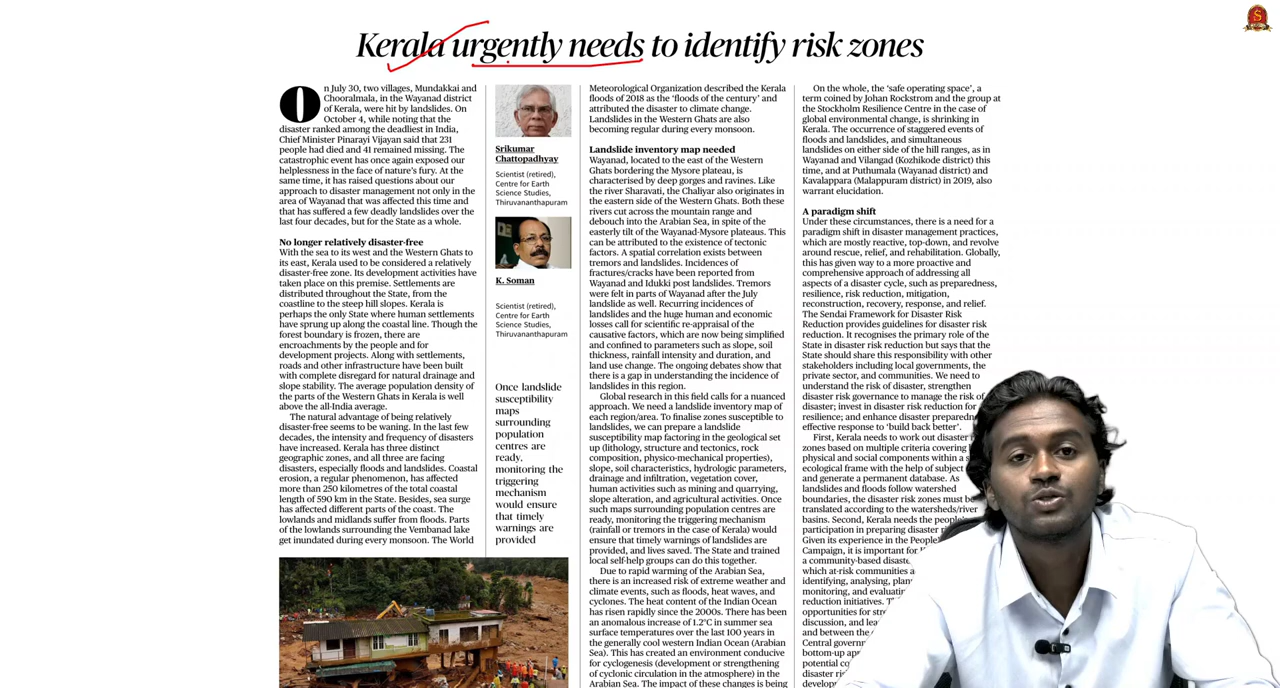 Kerala urgently needs to identify risk zones
On July 30, two villages, Mundakkai and
Chooralmala, in the Wayanad district
of Kerala, were hit by landslides. On
October 4, while noting that the
disaster ranked among the deadliest in India,
Chief Minister Pinarayi Vijayan said that 231
people had died and 41 remained missing. The
catastrophic event has once again exposed our
helplessness in the face of nature's fury. At the
same time, it has raised questions about our
approach to disaster management not only in the
area of Wayanad that was affected this time and
that has suffered a few deadly landslides over the
last four decades, but for the State as a whole.
No longer relatively disaster-free
With the sea to its west and the Western Ghats to
its east, Kerala used to be considered a relatively
disaster-free zone. Its development activities have
taken place on this premise. Settlements are
distributed throughout the State, from the
coastline to the steep hill slopes. Kerala is
perhaps the only State where human settlements
have sprung up along the coastal line. Though the
forest boundary is frozen, there are
encroachments by the people and for
development projects. Along with settlements,
roads and other infrastructure have been built
with complete disregard for natural drainage and
slope stability. The average population density of
the parts of the Western Ghats in Kerala is well
above the all-India average.
The natural advantage of being relatively
disaster-free seems to be waning. In the last few
decades, the intensity and frequency of disasters
have increased. Kerala has three distinct
geographic zones, and all three are facing
disasters, especially floods and landslides. Coastal
erosion, a regular phenomenon, has affected
more than 250 kilometres of the total coastal
length of 590 km in the State. Besides, sea surge
has affected different parts of the coast. The
lowlands and midlands suffer from floods. Parts
of the lowlands surrounding the Vembanad lake
get inundated during every monsoon. The World
Srikumar
Chattopadhyay
Scientist (retired),
Centre for Earth
Science Studies,
Thiruvananthapuram
K. Soman
Scientist (retired),
Centre for Earth
Science Studies,
Thiruvananthapuram
Once landslide
susceptibility
maps
surrounding
population
centres are
ready,
monitoring the
triggering
mechanism
would ensure
that timely
warnings are
provided
Meteorological Organization described the Kerala
floods of 2018 as the 'floods of the century' and
attributed the disaster to climate change.
Landslides in the Western Ghats are also
becoming regular during every monsoon.
Landslide inventory map needed
Wayanad, located to the east of the Western
Ghats bordering the Mysore plateau, is
characterised by deep gorges and ravines. Like
the river Sharavati, the Chaliyar also originates in
the eastern side of the Western Ghats. Both these
rivers cut across the mountain range and
debouch into the Arabian Sea, in spite of the
easterly tilt of the Wayanad-Mysore plateaus. This
can be attributed to the existence of tectonic
factors. A spatial correlation exists between
tremors and landslides. Incidences of
fractures/cracks have been reported from
Wayanad and Idukki post landslides. Tremors
were felt in parts of Wayanad after the July
landslide as well. Recurring incidences of
landslides and the huge human and economic
losses call for scientific re-appraisal of the
causative factors, which are now being simplified
and confined to parameters such as slope, soil
thickness, rainfall intensity and duration, and
land use change. The ongoing debates show that
there is a gap in understanding the incidence of
landslides in this region.
Global research in this field calls for a nuanced
approach. We need a landslide inventory map of
each region/area. To finalise zones susceptible to
landslides, we can prepare a landslide
susceptibility map factoring in the geological set
up (lithology, structure and tectonics, rock
composition, physico-mechanical properties),
slope, soil characteristics, hydrologic parameters,
drainage and infiltration, vegetation cover,
human activities such as mining and quarrying,
slope alteration, and agricultural activities. Once
such maps surrounding population centres are
ready, monitoring the triggering mechanism
(rainfall or tremors in the case of Kerala) would
ensure that timely warnings of landslides are
provided, and lives saved. The State and trained
local self-help groups can do this together.
Due to rapid warming of the Arabian Sea,
there is an increased risk of extreme weather and
climate events, such as floods, heat waves, and
cyclones. The heat content of the Indian Ocean
has risen rapidly since the 2000s. There has been
an anomalous increase of 1.2°C in summer sea
surface temperatures over the last 100 years in
the generally cool western Indian Ocean (Arabian
Sea). This has created an environment conducive
for cyclogenesis (development or strengthening
of cyclonic circulation in the atmosphere) in the
Arabian Sea. The impact of these changes is being
On the whole, the 'safe operating space', a
term coined by Johan Rockstrom and the group at
the Stockholm Resilience Centre in the case of
global environmental change, is shrinking in
Kerala. The occurrence of staggered events of
floods and landslides, and simultaneous
landslides on either side of the hill ranges, as in
Wayanad and Vilangad (Kozhikode district) this
time, and at Puthumala (Wayanad district) and
Kavalappara (Malappuram district) in 2019, also
warrant elucidation.
A paradigm shift
Under these circumstances, there is a need for a
paradigm shift in disaster management practices,
which are mostly reactive, top-down, and revolve
around rescue, relief, and rehabilitation. Globally,
this has given way to a more proactive and
comprehensive approach of addressing all
aspects of a disaster cycle, such as preparedness,
resilience, risk reduction, mitigation,
reconstruction, recovery, response, and relief.
The Sendai Framework for Disaster Risk
Reduction provides guidelines for disaster risk
reduction. It recognises the primary role of the
State in disaster risk reduction but says that the
State should share this responsibility with other
stakeholders including local governments, the
private sector, and communities. We need to
understand the risk of disaster, strengthen
disaster risk governance to manage the risk of
disaster; invest in disaster risk reduction for
resilience; and enhance disaster preparedn
effective response to 'build back better'.
First, Kerala needs to work out disaster
zones based on multiple criteria covering
physical and social components within a
ecological frame with the help of subject
and generate a permanent database. As
landslides and floods follow watershed
boundaries, the disaster risk zones must be
translated according to the watersheds/river
basins. Second, Kerala needs the people's
participation in preparing disaster
Given its experience in the People'
Campaign, it is important for
a community-based disaste
which at-risk communities a
identifying, analysing, plan
monitoring, and evaluatin
reduction initiatives.
opportunities for stre
discussion, and lea
and between the
Central governm
bottom-up app
potential co
disaster ris
developm